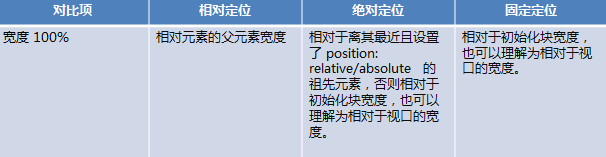 对比项
相对定位
绝对定位
固定定位
宽度 100%
相对元素的父元素宽度
相对于离其最近且设置
了 position:
relative/absolute 的
祖先元素，否则相对于
初始化块宽度，也可以
理解为相对于视口的宽
度。
相对于初始化块宽度，
也可以理解为相对于视
口的宽度。